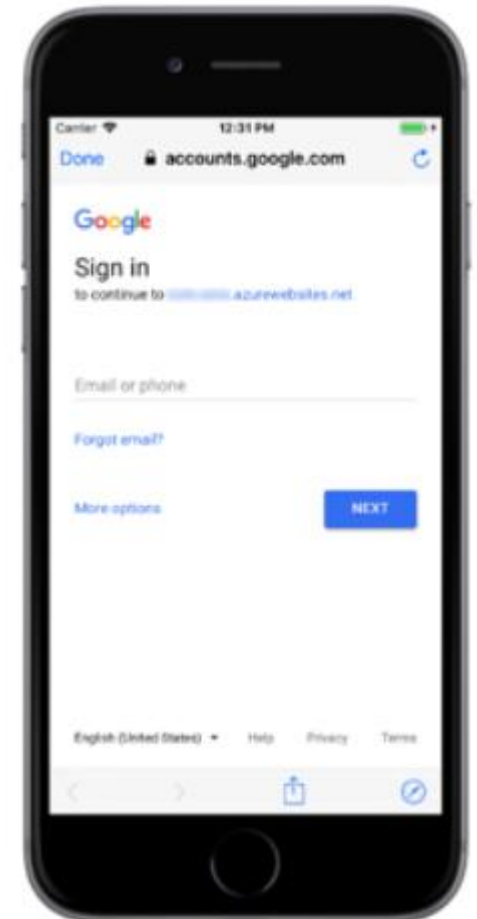 Carrier 12:31 PM
Done accounts.google.com
Google
Sign in
to continue to .azurewebsites.net
Email or phone
Forgot email?
More options NEXT
English (United States) Help Privacy Terms